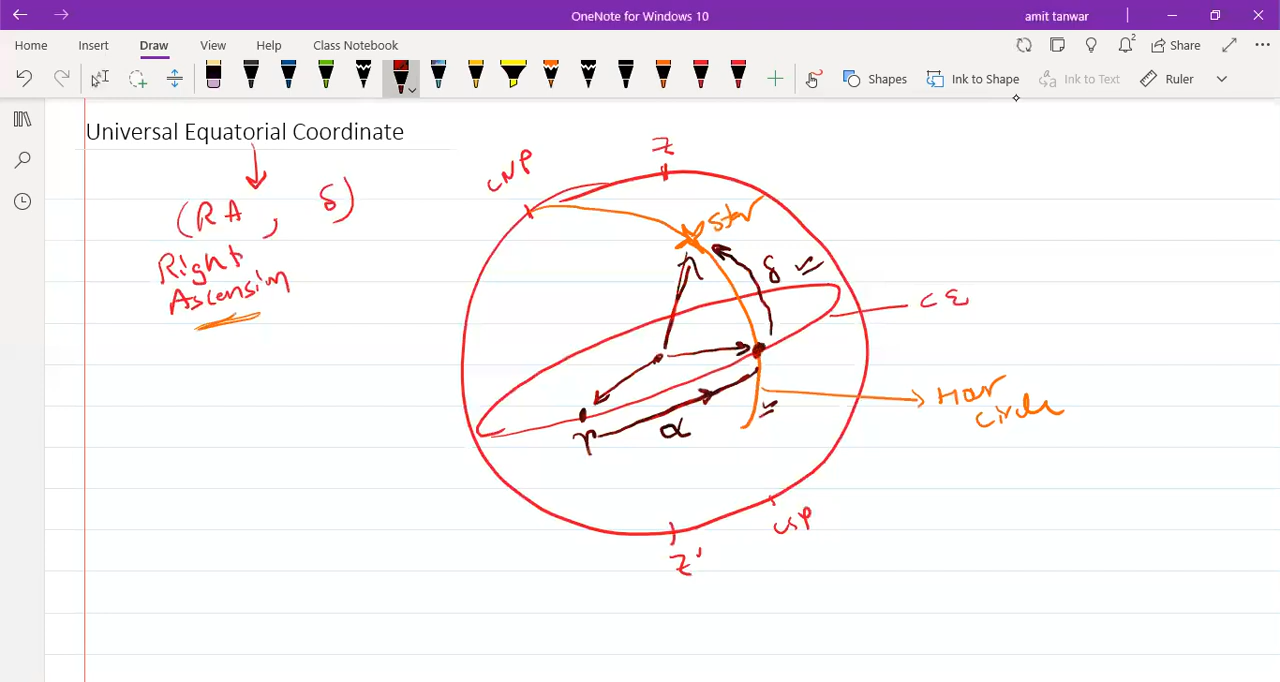 OneNote for Windows 10
amit tanwar
Home Insert Draw View Help Class Notebook
2
Share
Shapes Ink to Shape Ink to Text Ruler
Universal Equatorial Coordinate
(RA, δ)
Right
Ascension
CNP
Z
Star
δ
CE
Hour
Circle
γ
α
CSP
Z'